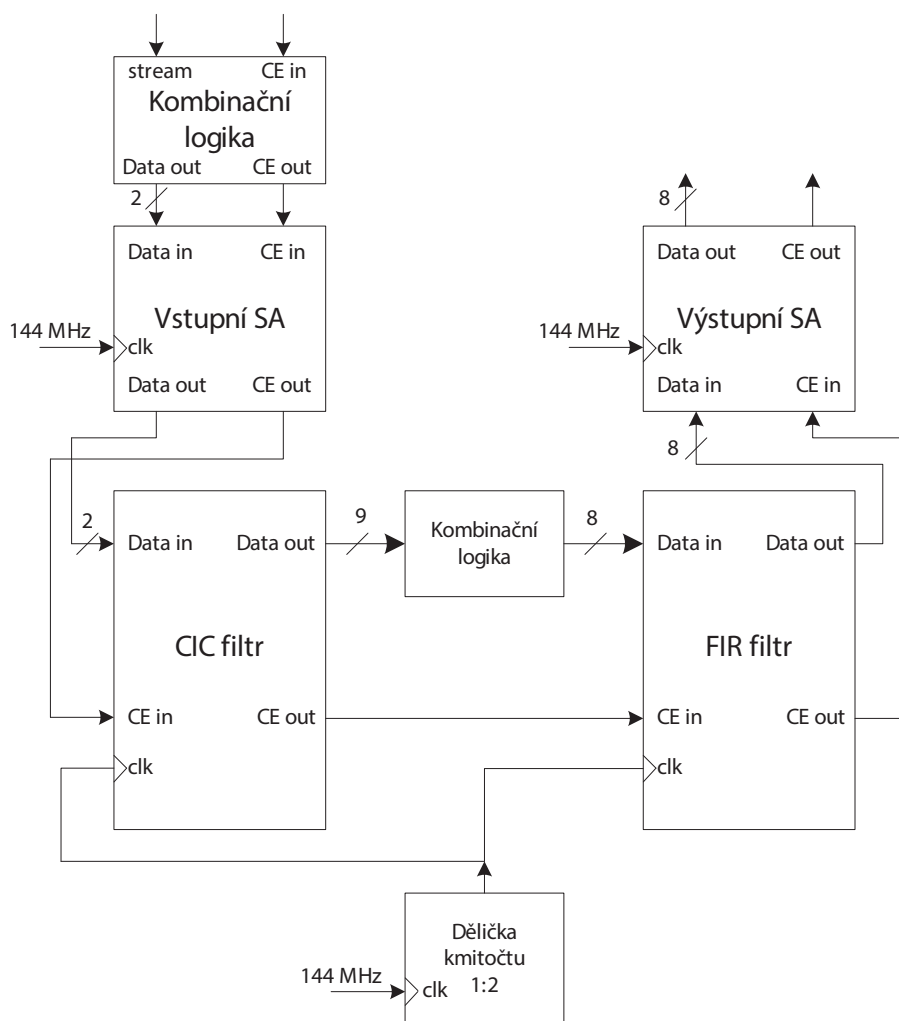 stream CE in
Kombinační
logika
Data out CE out
2
8
Data in CE in
Data out CE out
Vstupní SA
Výstupní SA
144 MHz
clk
144 MHz
clk
Data out CE out
Data in CE in
8
2
9
8
Data in Data out
Kombinační
logika
Data in Data out
CIC filtr
FIR filtr
CE in CE out
CE in CE out
clk
clk
Dělička
kmitočtu
1:2
144 MHz
clk